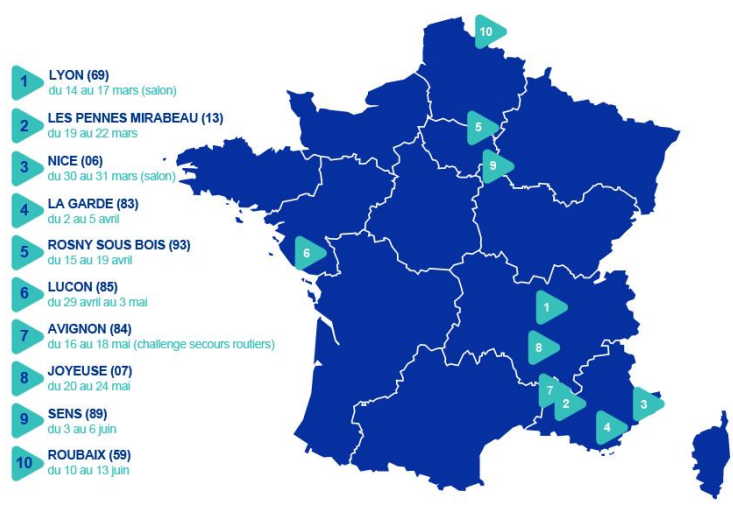 1 LYON (69)
du 14 au 17 mars (salon)
2 LES PENNES MIRABEAU (13)
du 19 au 22 mars
3 NICE (06)
du 30 au 31 mars (salon)
4 LA GARDE (83)
du 2 au 5 avril
5 ROSNY SOUS BOIS (93)
du 15 au 19 avril
6 LUCON (85)
du 29 avril au 3 mai
7 AVIGNON (84)
du 16 au 18 mai (challenge secours routiers)
8 JOYEUSE (07)
du 20 au 24 mai
9 SENS (89)
du 3 au 6 juin
10 ROUBAIX (59)
du 10 au 13 juin
10
5
9
6
1
8
7
2
3
4